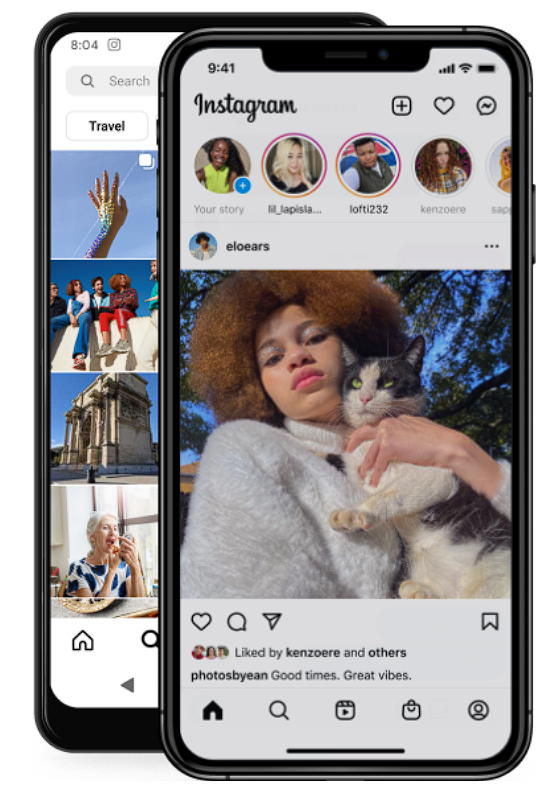 8:04
Search
Travel
9:41
Instagram
Your story
lil_lapisla...
lofti232
kenzoere
eloears
Liked by kenzoere and others
photosbyean Good times. Great vibes.